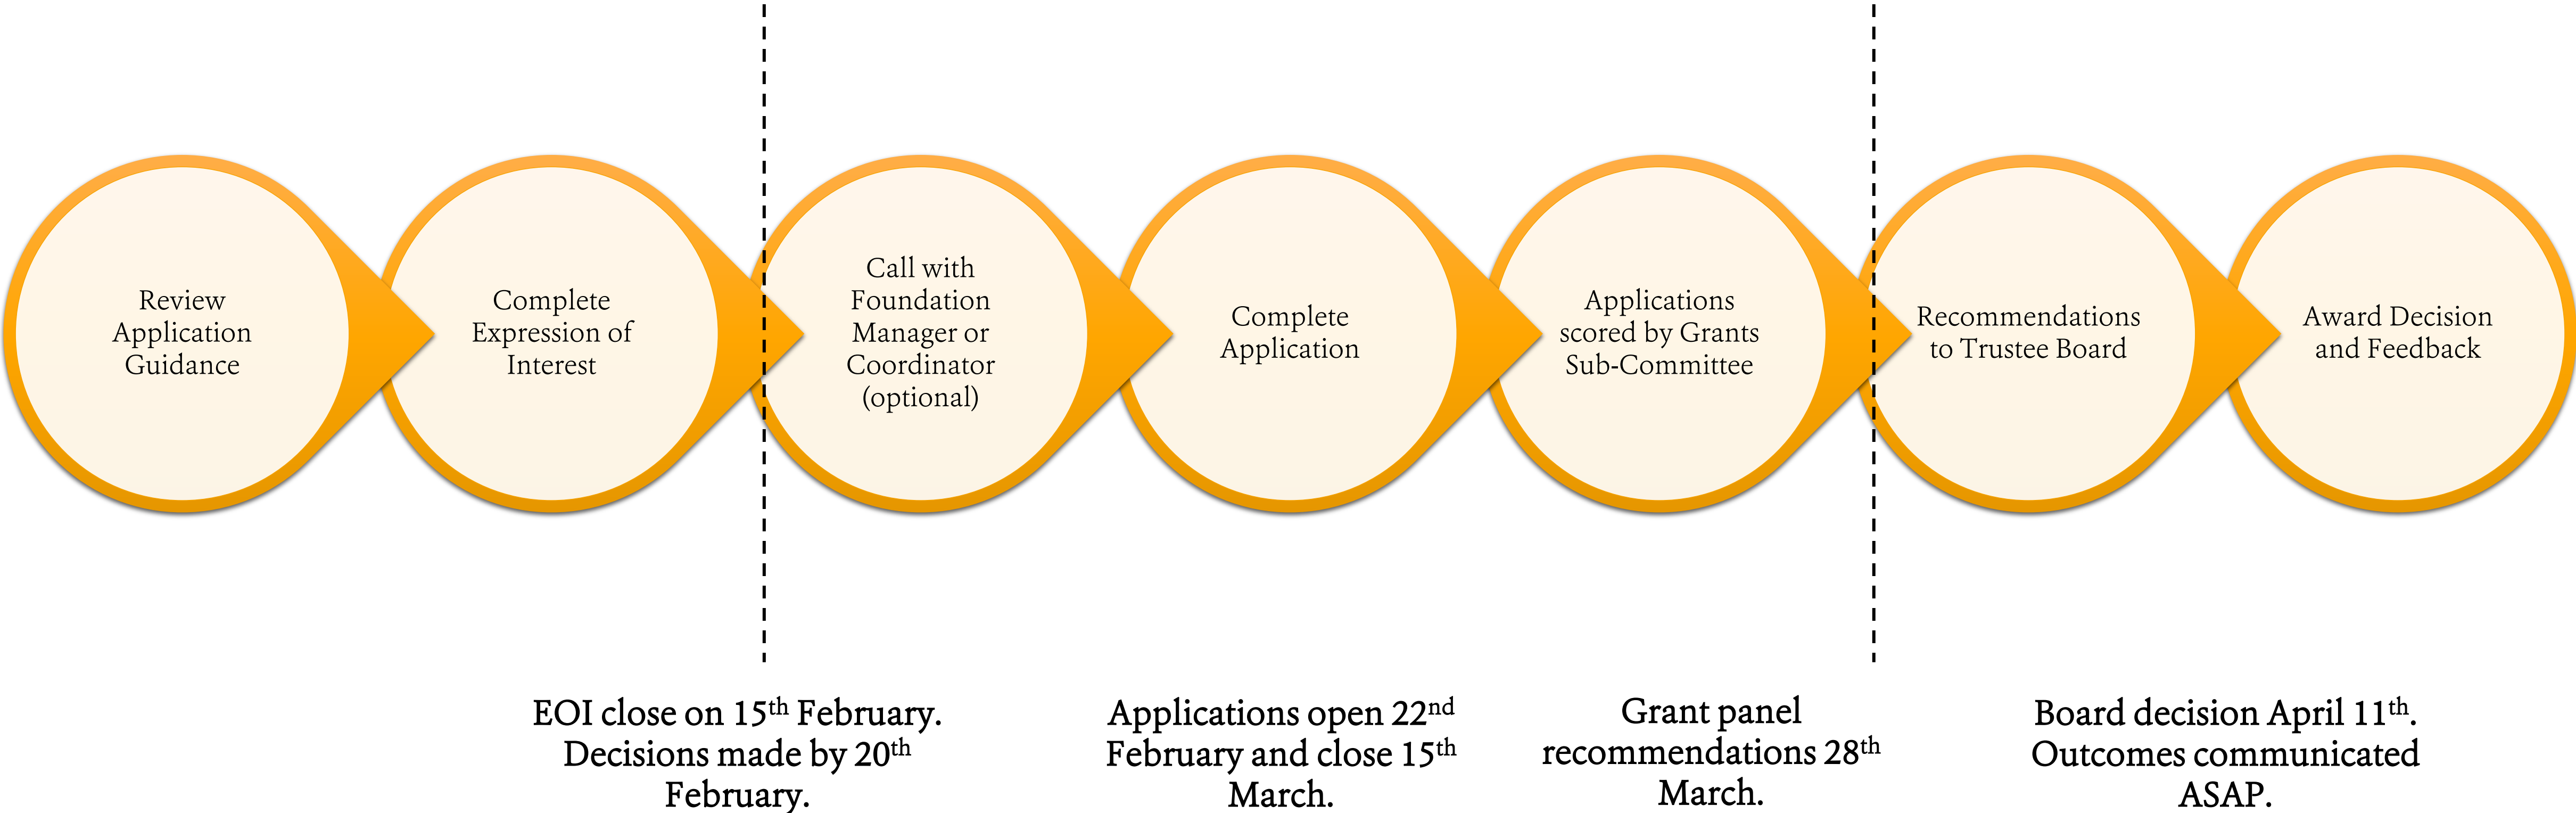 Review
Application
Guidance
Complete
Expression of
Interest
Call with
Foundation
Manager or
Coordinator
(optional)
Complete
Application
Applications
scored by Grants
Sub-Committee
Recommendations
to Trustee Board
Award Decision
and Feedback
EOI close on 15th February.
Decisions made by 20th
February.
Applications open 22nd
February and close 15th
March.
Grant panel
recommendations 28th
March.
Board decision April 11th.
Outcomes communicated
ASAP.